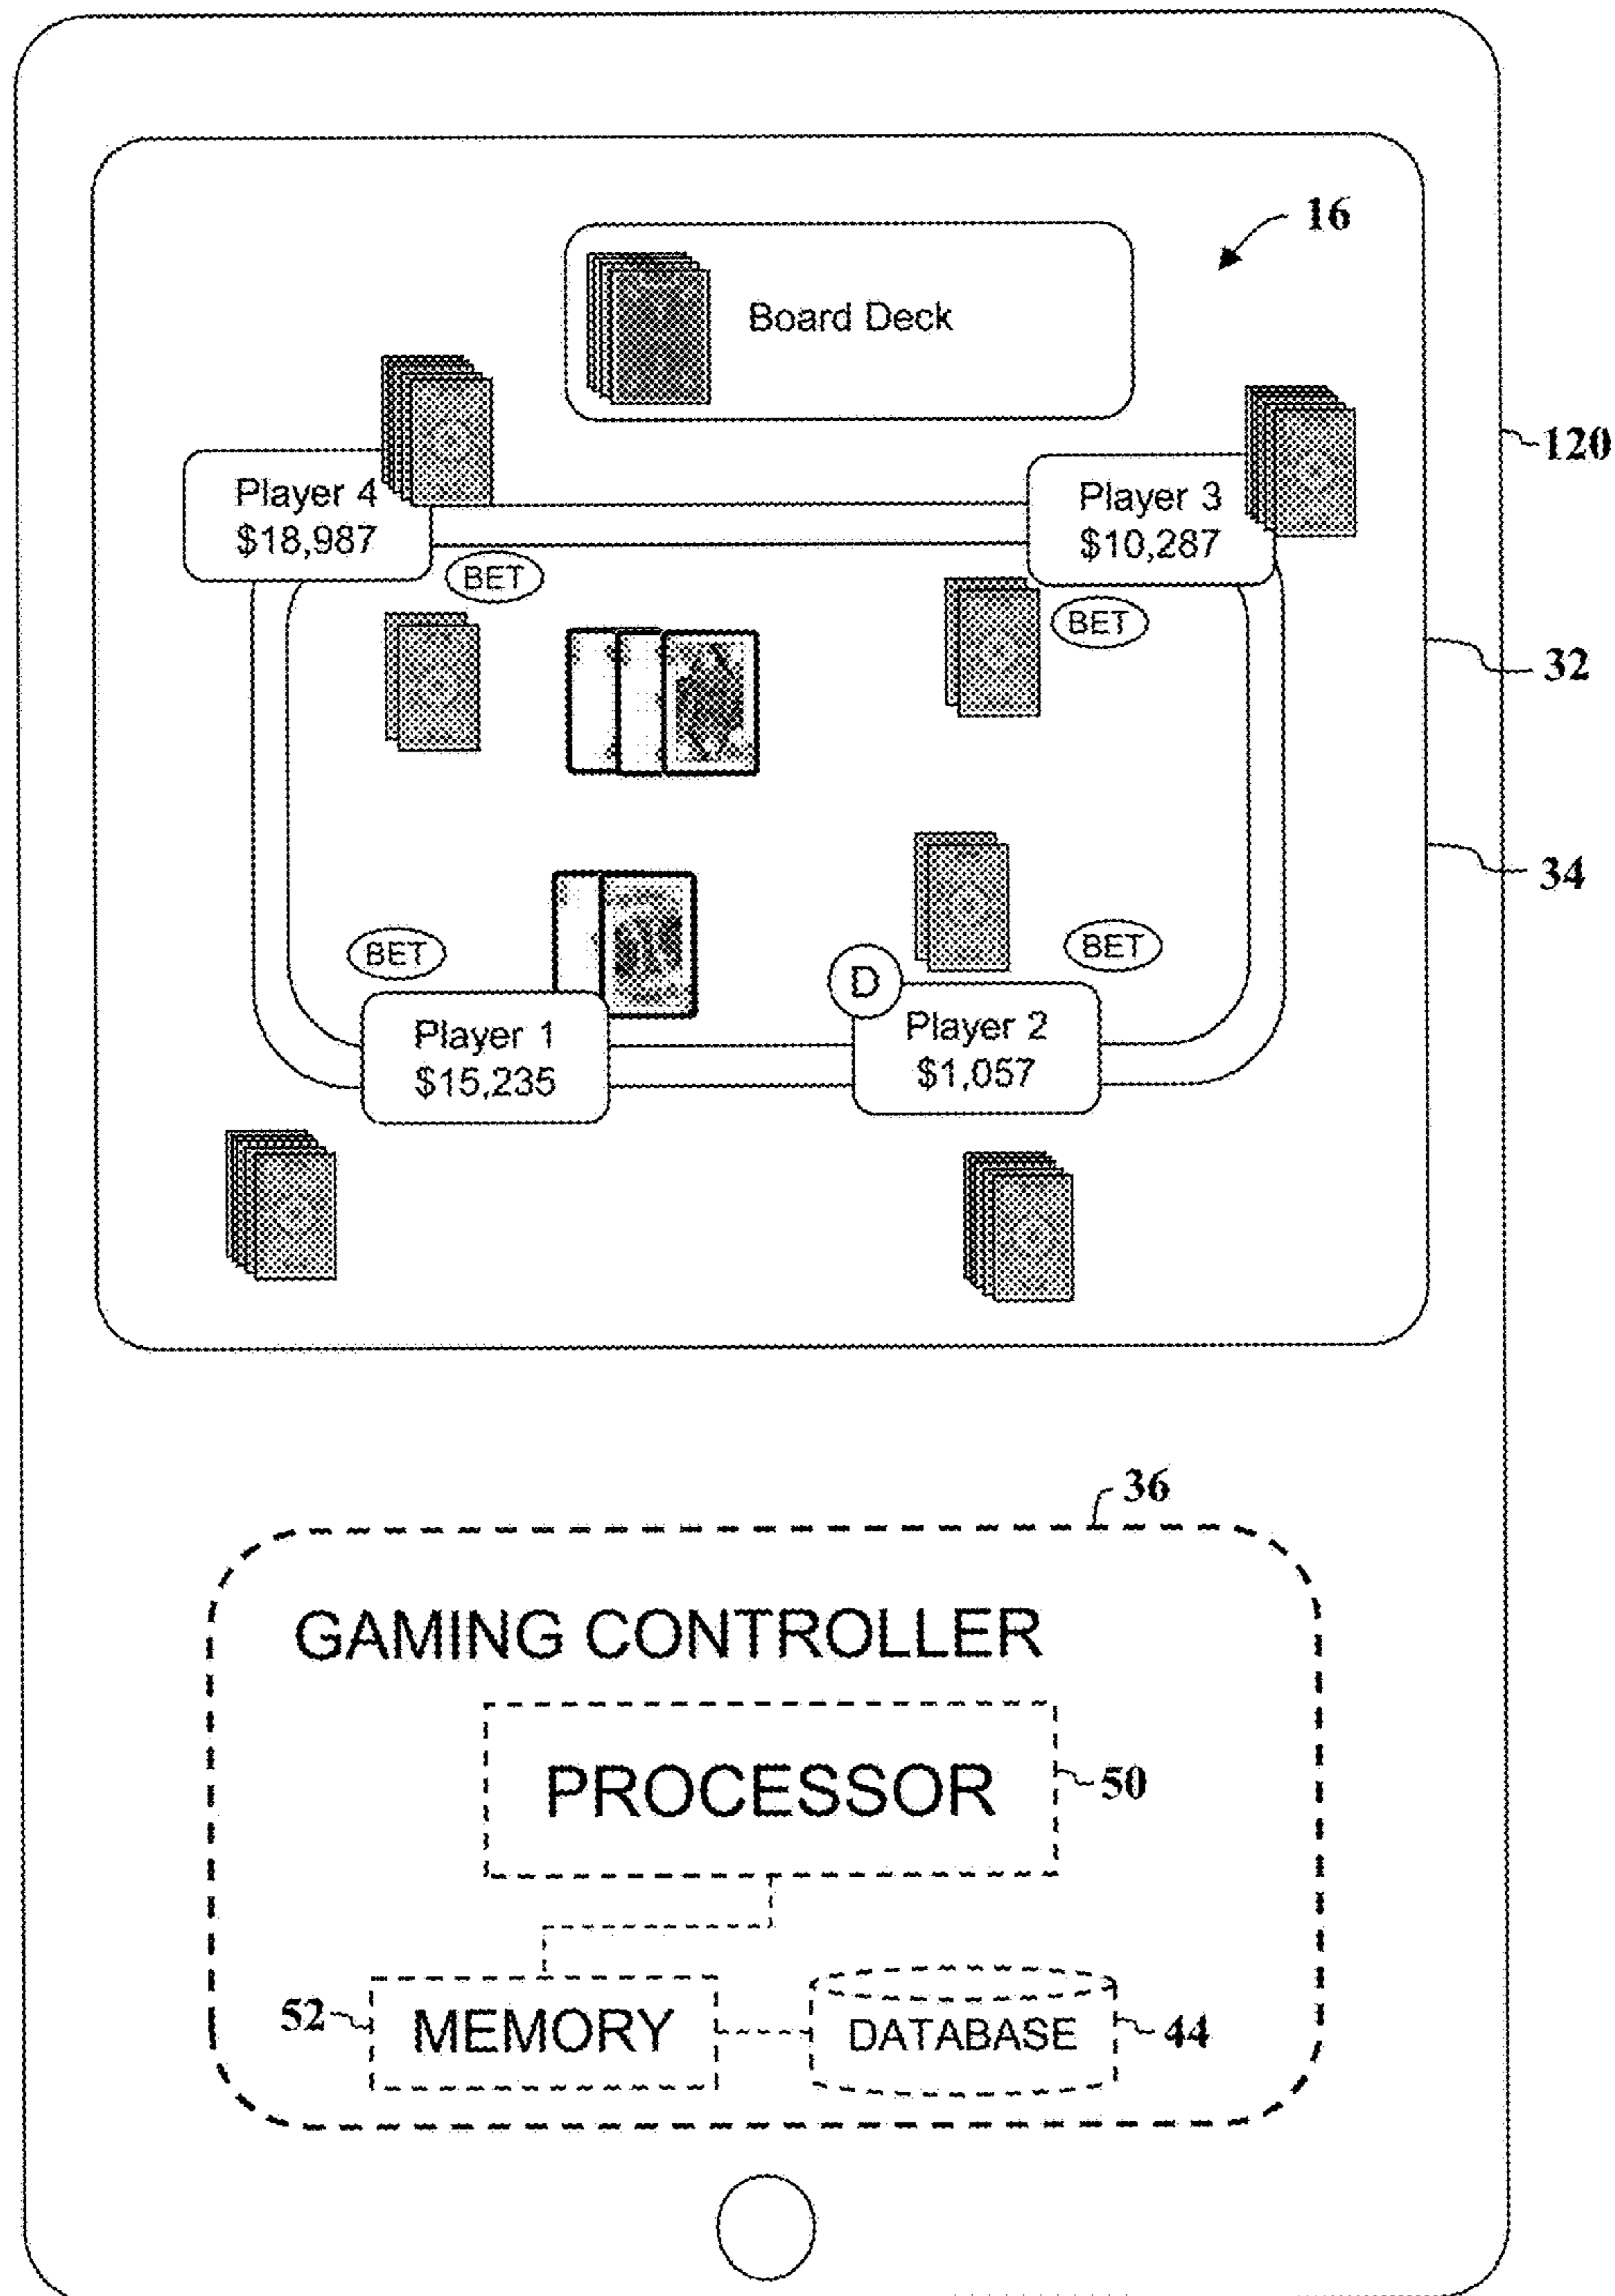 16
Board Deck
120
Player 4
$18,987
Player 3
$10,287
BET
BET
32
34
BET
BET
D
Player 1
$15,235
Player 2
$1,057
36
GAMING CONTROLLER
PROCESSOR
50
52
MEMORY
DATABASE
44